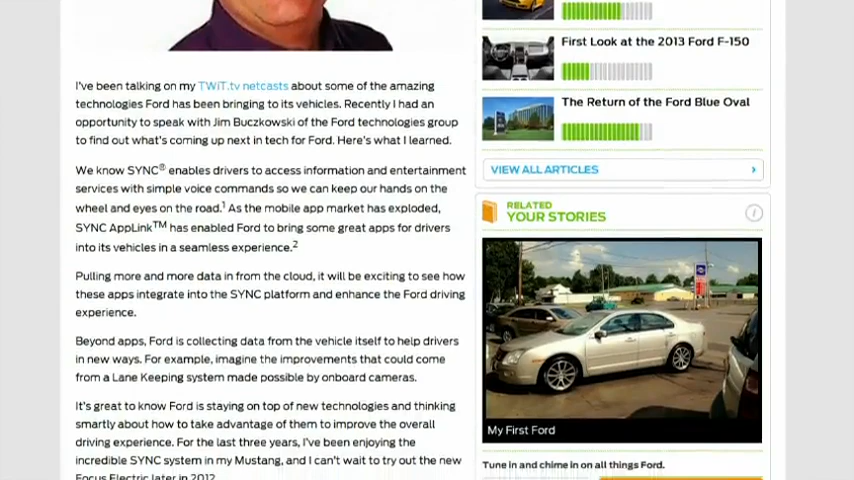 I've been talking on my TWiT.tv netcasts about some of the amazing
technologies Ford has been bringing to its vehicles. Recently I had an
opportunity to speak with Jim Buczkowski of the Ford technologies group
to find out what's coming up next in tech for Ford. Here's what I learned.
We know SYNC® enables drivers to access information and entertainment
services with simple voice commands so we can keep our hands on the
wheel and eyes on the road.¹ As the mobile app market has exploded,
SYNC AppLink™ has enabled Ford to bring some great apps for drivers
into its vehicles in a seamless experience.²
Pulling more and more data in from the cloud, it will be exciting to see how
these apps integrate into the SYNC platform and enhance the Ford driving
experience.
Beyond apps, Ford is collecting data from the vehicle itself to help drivers
in new ways. For example, imagine the improvements that could come
from a Lane Keeping system made possible by onboard cameras.
It's great to know Ford is staying on top of new technologies and thinking
smartly about how to take advantage of them to improve the overall
driving experience. For the last three years, I've been enjoying the
incredible SYNC system in my Mustang, and I can't wait to try out the new
Focus Electric later in 2012.
First Look at the 2013 Ford F-150
The Return of the Ford Blue Oval
VIEW ALL ARTICLES
RELATED
YOUR STORIES
My First Ford
Tune in and chime in on all things Ford.